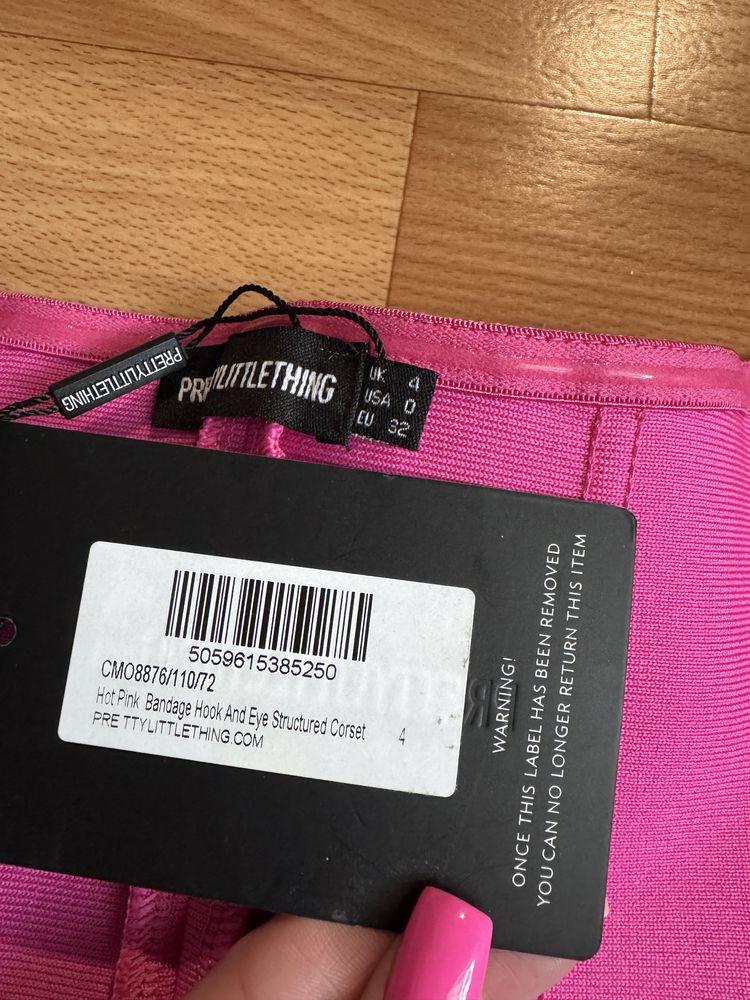 PRETTYLITTLETHING
PRETTYLITTLETHING
UK 4
USA 0
EU 32
5059615385250
CMO8876/110/72
Hot Pink Bandage Hook And Eye Structured Corset 4
PRETTYLITTLETHING.COM
WARNING!
ONCE THIS LABEL HAS BEEN REMOVED
YOU CAN NO LONGER RETURN THIS ITEM